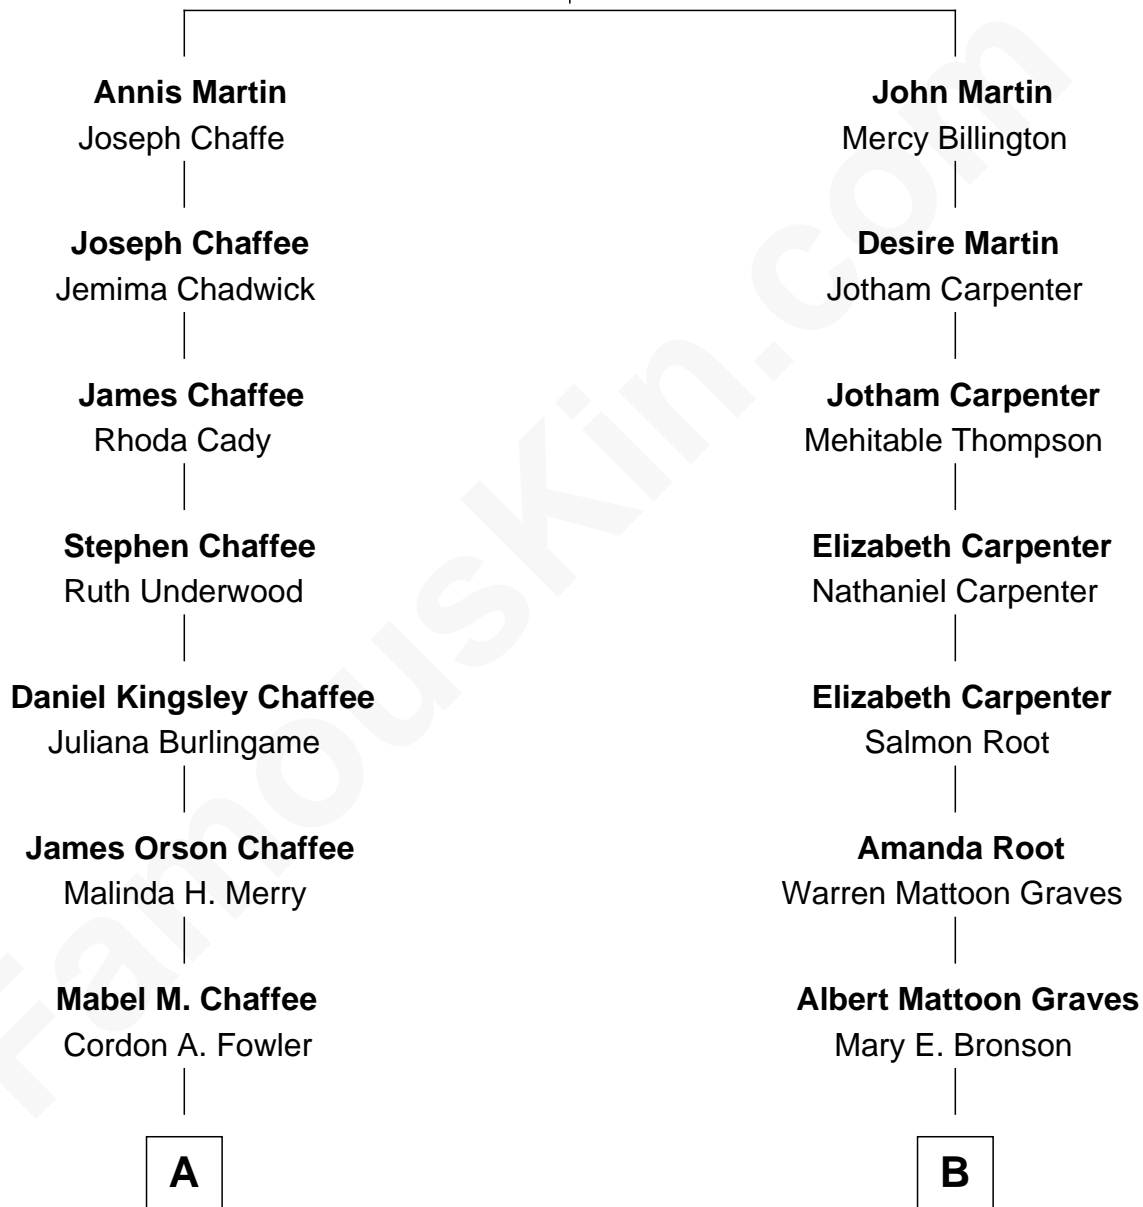 Annis Martin
Joseph Chaffe
John Martin
Mercy Billington
Joseph Chaffee
Jemima Chadwick
Desire Martin
Jotham Carpenter
James Chaffee
Rhoda Cady
Jotham Carpenter
Mehitable Thompson
Stephen Chaffee
Ruth Underwood
Elizabeth Carpenter
Nathaniel Carpenter
Daniel Kingsley Chaffee
Juliana Burlingame
Elizabeth Carpenter
Salmon Root
James Orson Chaffee
Malinda H. Merry
Amanda Root
Warren Mattoon Graves
Mabel M. Chaffee
Cordon A. Fowler
Albert Mattoon Graves
Mary E. Bronson
A
B
FamousKin.com